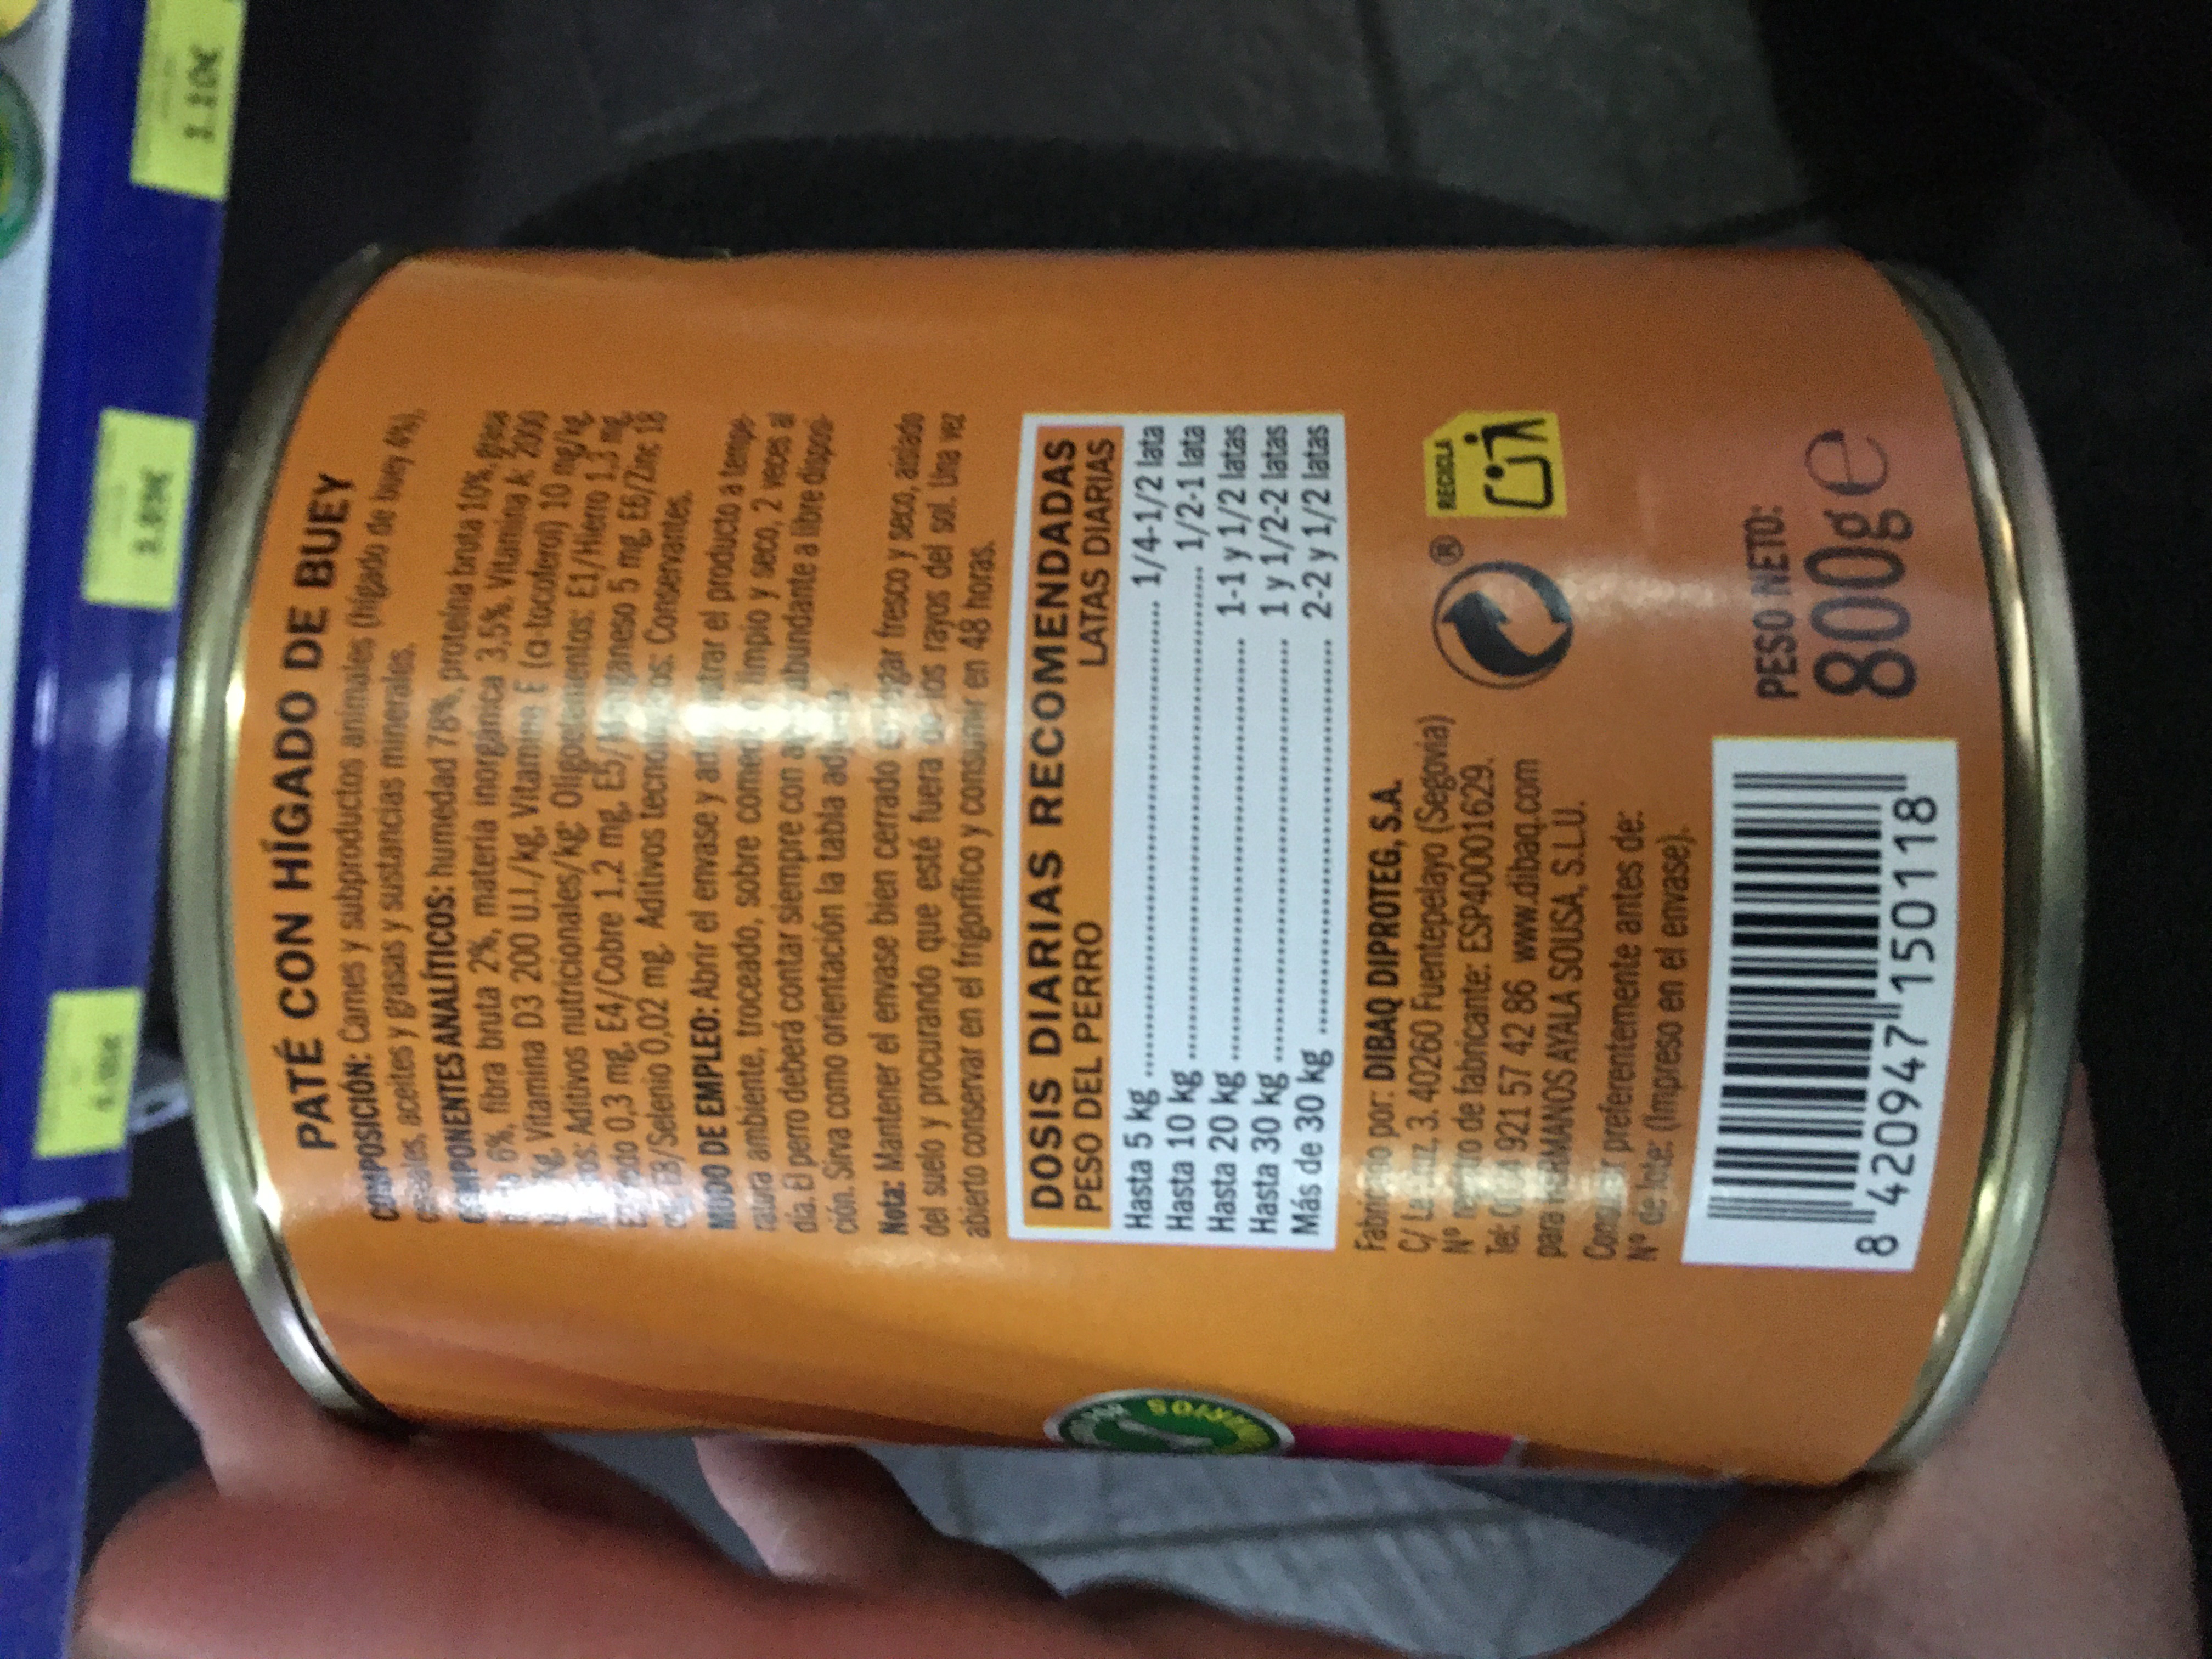 1.10€
PATÉ CON HÍGADO DE BUEY
COMPOSICIÓN: Carnes y subproductos animales (hígado de buey 4%),
cereales, aceites y grasas y sustancias minerales.
COMPONENTES ANALÍTICOS: humedad 78%, proteína bruta 10%, grasa
6%, fibra bruta 2%, materia inorgánica 3,5%. Vitamina A: 2000
Kg, Vitamina D3 200 U.I./kg, Vitamina E (α-tocoferol) 10 mg/kg.
Aditivos nutricionales/kg: Oligoelementos: E1/Hierro 1,3 mg,
0,3 mg, E4/Cobre 1,2 mg, E5/Manganeso 5 mg, E6/Zinc 18
mg, E8/Selenio 0,02 mg. Aditivos tecnológicos: Conservantes.
MODO DE EMPLEO: Abrir el envase y administrar el producto a tempe-
ratura ambiente, troceado, sobre comedero limpio y seco, 2 veces al
día. El perro deberá contar siempre con agua abundante a libre disposi-
ción. Sirva como orientación la tabla adjunta.
Nota: Mantener el envase bien cerrado en lugar fresco y seco, aislado
del suelo y procurando que esté fuera de los rayos del sol. Una vez
abierto conservar en el frigorífico y consumir en 48 horas.
DOSIS DIARIAS RECOMENDADAS
PESO DEL PERRO LATAS DIARIAS
Hasta 5 kg ........ 1/4-1/2 lata
Hasta 10 kg ........ 1/2-1 lata
Hasta 20 kg ........ 1-1 y 1/2 latas
Hasta 30 kg ........ 1 y 1/2-2 latas
Más de 30 kg ........ 2-2 y 1/2 latas
Fabricado por: DIBAQ DIPROTEG, S.A.
C/ La Cruz, 3. 40260 Fuentepelayo (Segovia)
Nº registro de fabricante: ESP40001629.
Tel: 0034 921 57 42 86 www.dibaq.com
para HERMANOS AYALA SOUSA, S.L.U.
Consumir preferentemente antes de:
Nº de lote: (Impreso en el envase).
® RECICLA
8 420947 150118
PESO NETO:
800g e